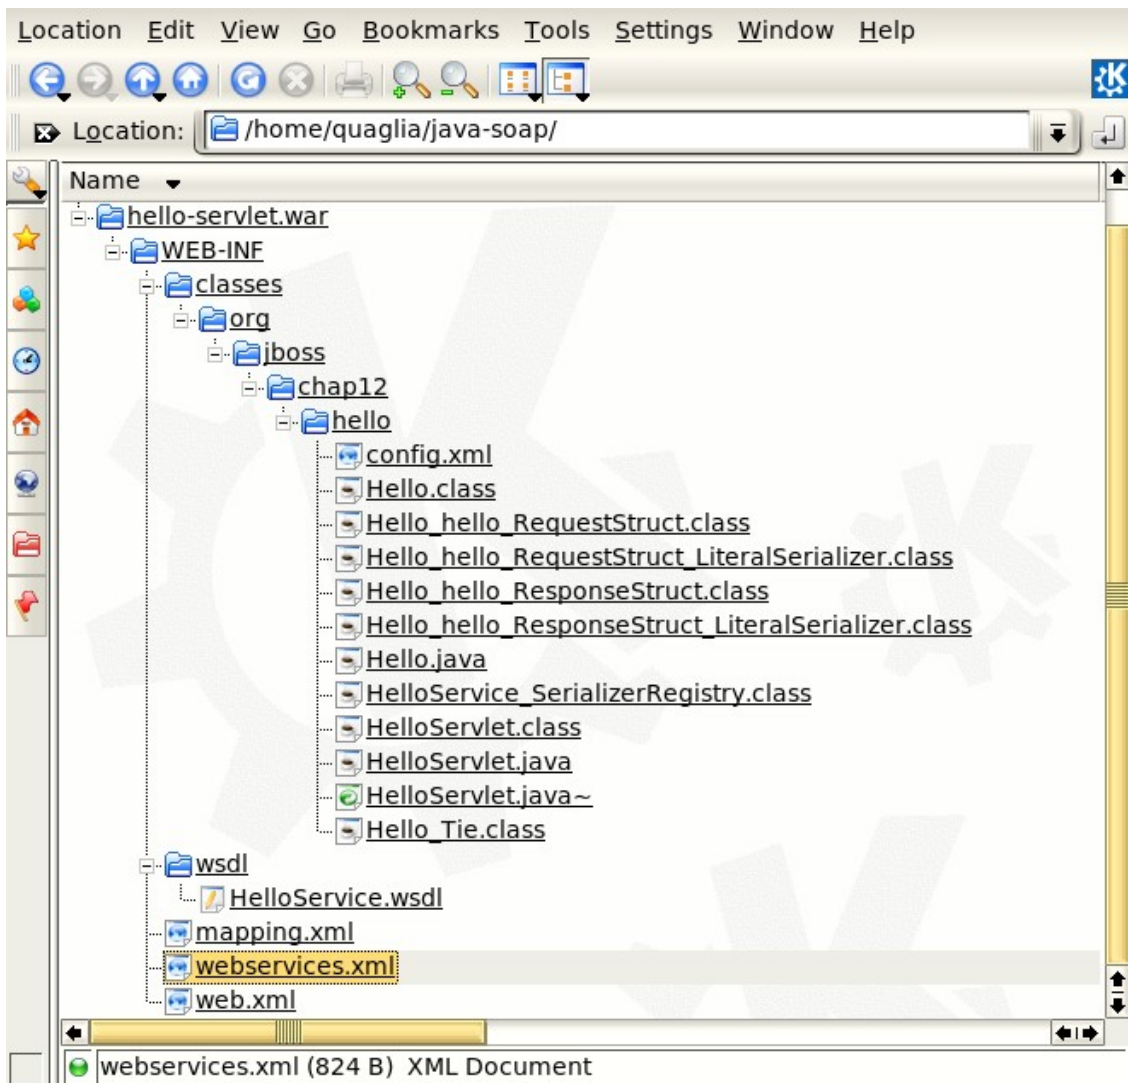 Location Edit View Go Bookmarks Tools Settings Window Help
Location: /home/quaglia/java-soap/
Name
hello-servlet.war
WEB-INF
classes
org
jboss
chap12
hello
config.xml
Hello.class
Hello_hello_RequestStruct.class
Hello_hello_RequestStruct_LiteralSerializer.class
Hello_hello_ResponseStruct.class
Hello_hello_ResponseStruct_LiteralSerializer.class
Hello.java
HelloService_SerializerRegistry.class
HelloServlet.class
HelloServlet.java
HelloServlet.java~
Hello_Tie.class
wsdl
HelloService.wsdl
mapping.xml
webservices.xml
web.xml
webservices.xml (824 B) XML Document